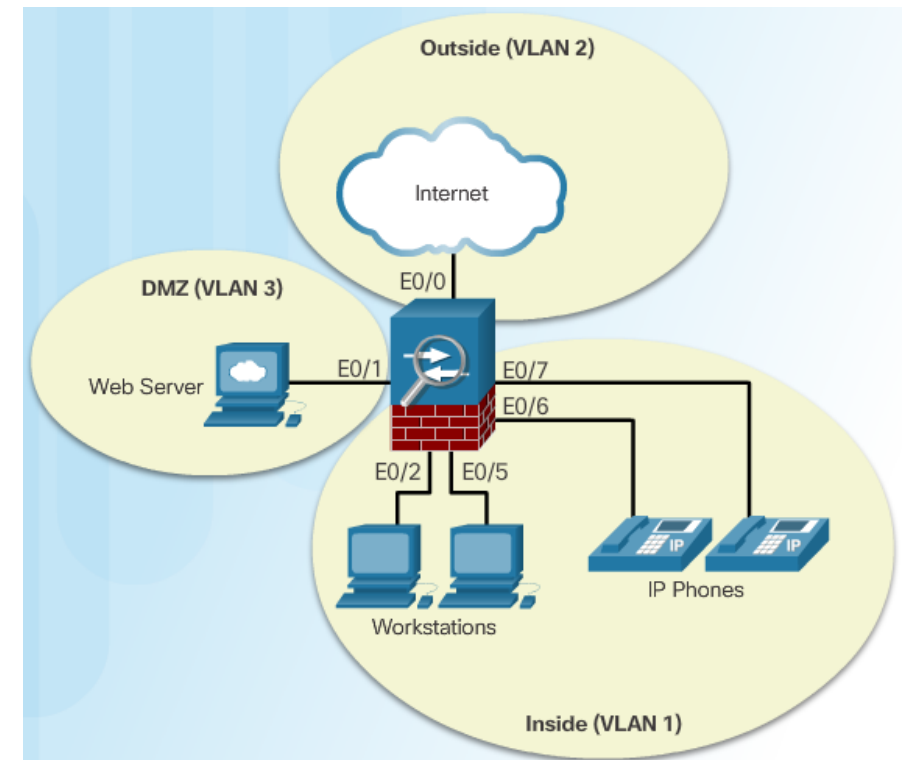 Outside (VLAN 2)
Internet
E0/0
DMZ (VLAN 3)
Web Server
E0/1
E0/7
E0/6
E0/2
E0/5
IP
IP
IP Phones
Workstations
Inside (VLAN 1)